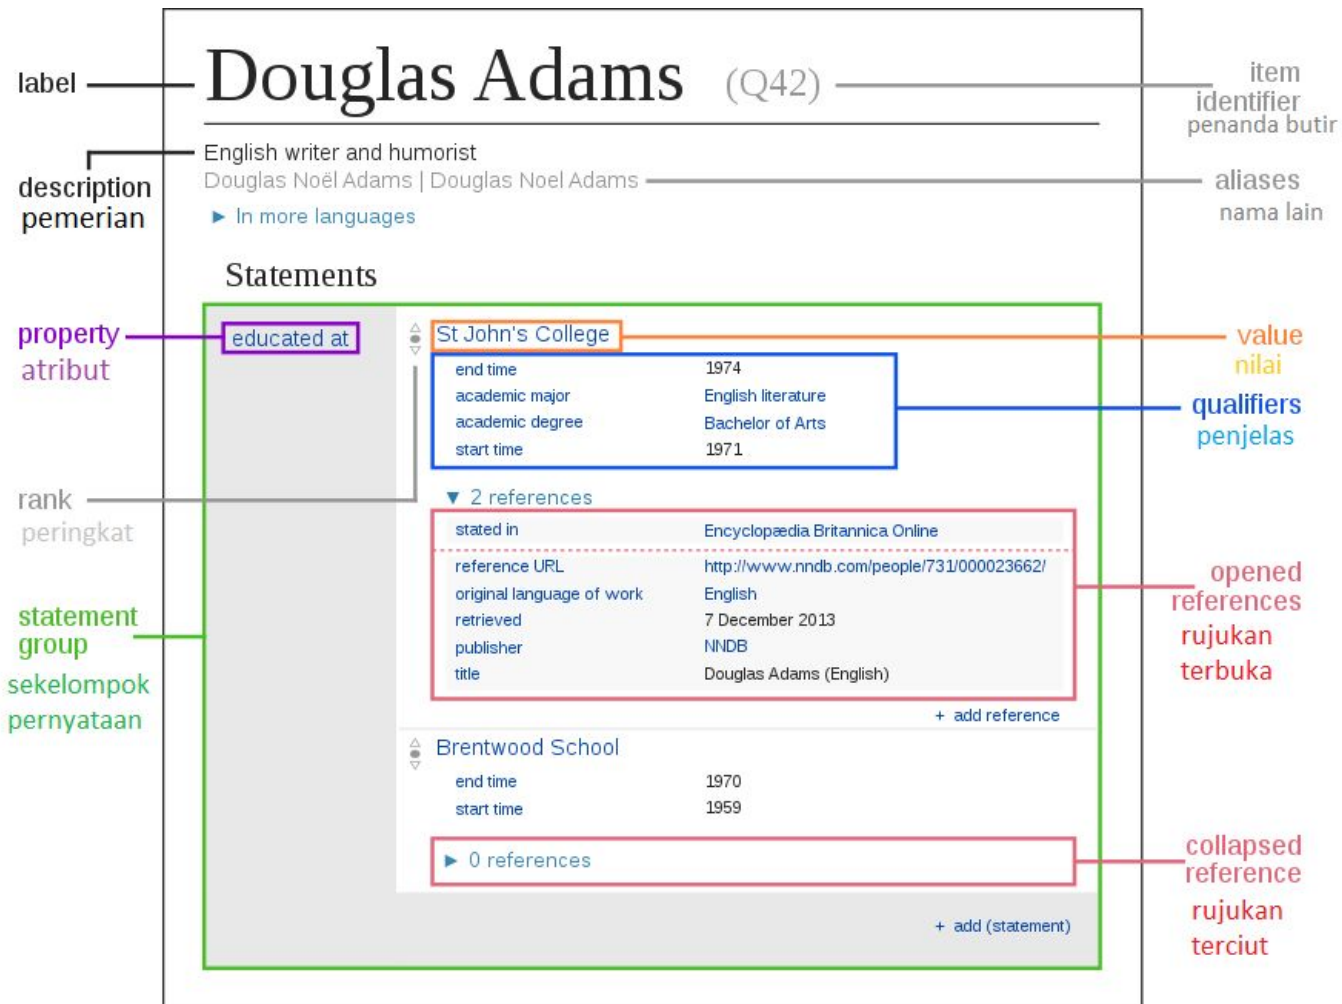 label
Douglas Adams (Q42)
item
identifier
penanda butir
description
pemerian
English writer and humorist
Douglas Noël Adams | Douglas Noel Adams
aliases
nama lain
► In more languages
Statements
property
atribut
educated at
St John's College
value
nilai
end time 1974
academic major English literature
academic degree Bachelor of Arts
start time 1971
qualifiers
penjelas
rank
peringkat
▼ 2 references
stated in Encyclopædia Britannica Online
reference URL http://www.nndb.com/people/731/000023662/
original language of work English
retrieved 7 December 2013
publisher NNDB
title Douglas Adams (English)
opened
references
rujukan
terbuka
statement
group
sekelompok
pernyataan
+ add reference
Brentwood School
end time 1970
start time 1959
► 0 references
collapsed
reference
rujukan
terciut
+ add (statement)